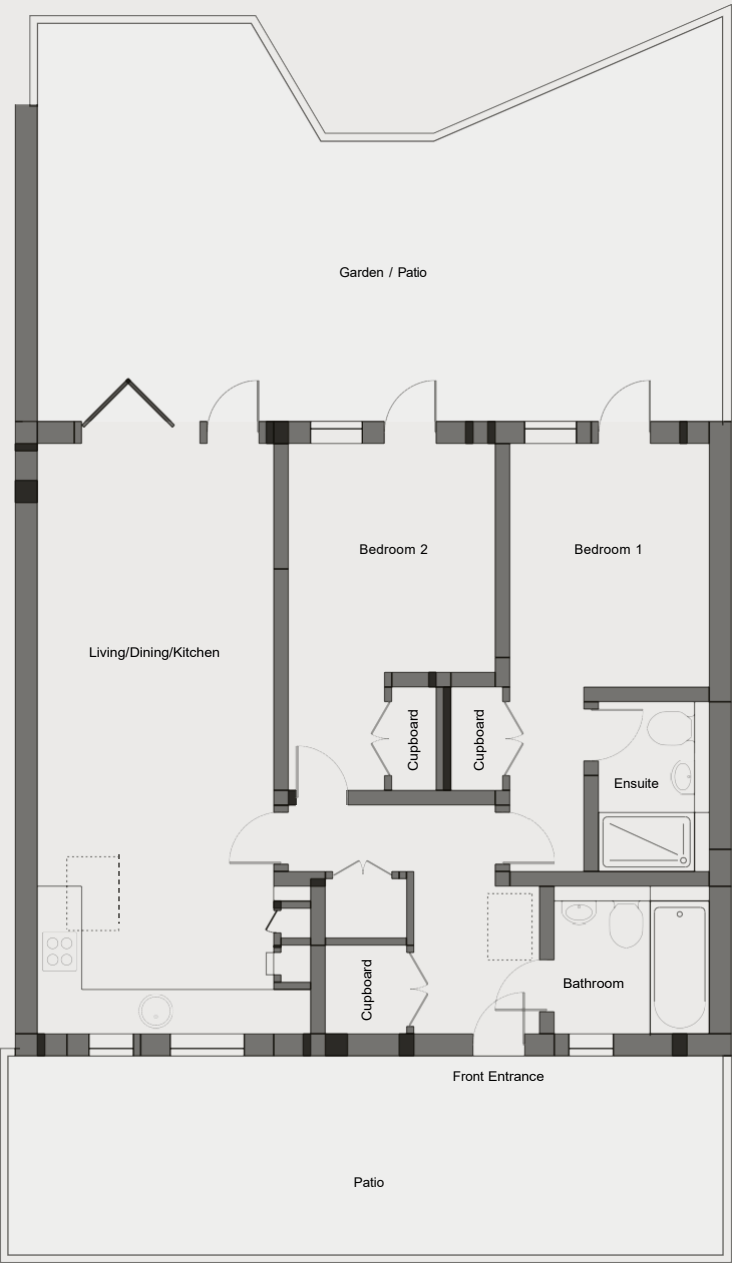 Garden / Patio
Bedroom 2
Bedroom 1
Living/Dining/Kitchen
Cupboard
Cupboard
Ensuite
Cupboard
Bathroom
Front Entrance
Patio